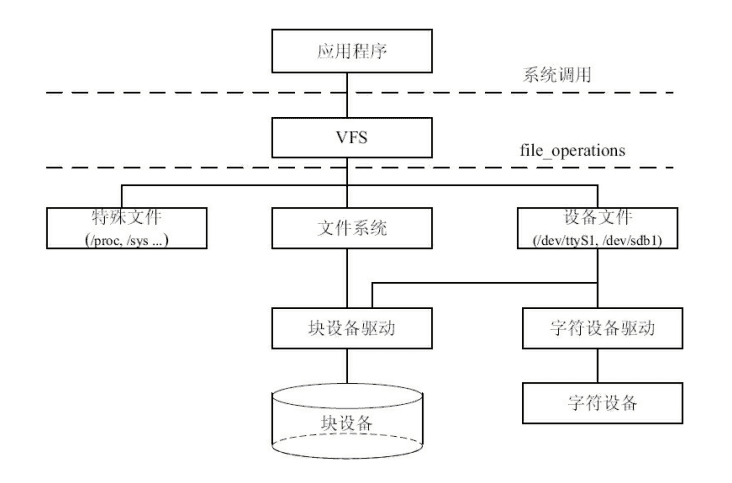 应用程序
系统调用
VFS
file_operations
特殊文件
(/proc, /sys ...)
文件系统
设备文件
(/dev/ttyS1, /dev/sdb1)
块设备驱动
字符设备驱动
块设备
字符设备